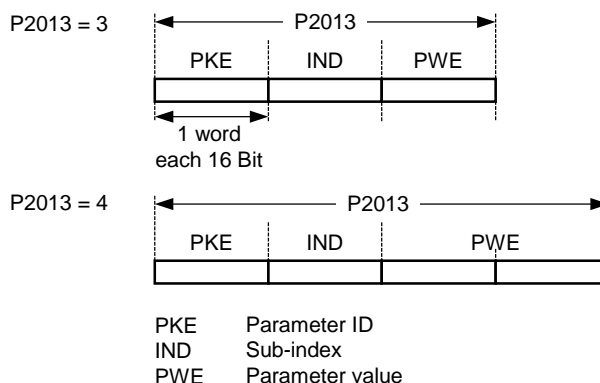 P2013 = 3
P2013
PKE IND PWE
1 word
each 16 Bit
P2013 = 4
P2013
PKE IND PWE
PKE Parameter ID
IND Sub-index
PWE Parameter value